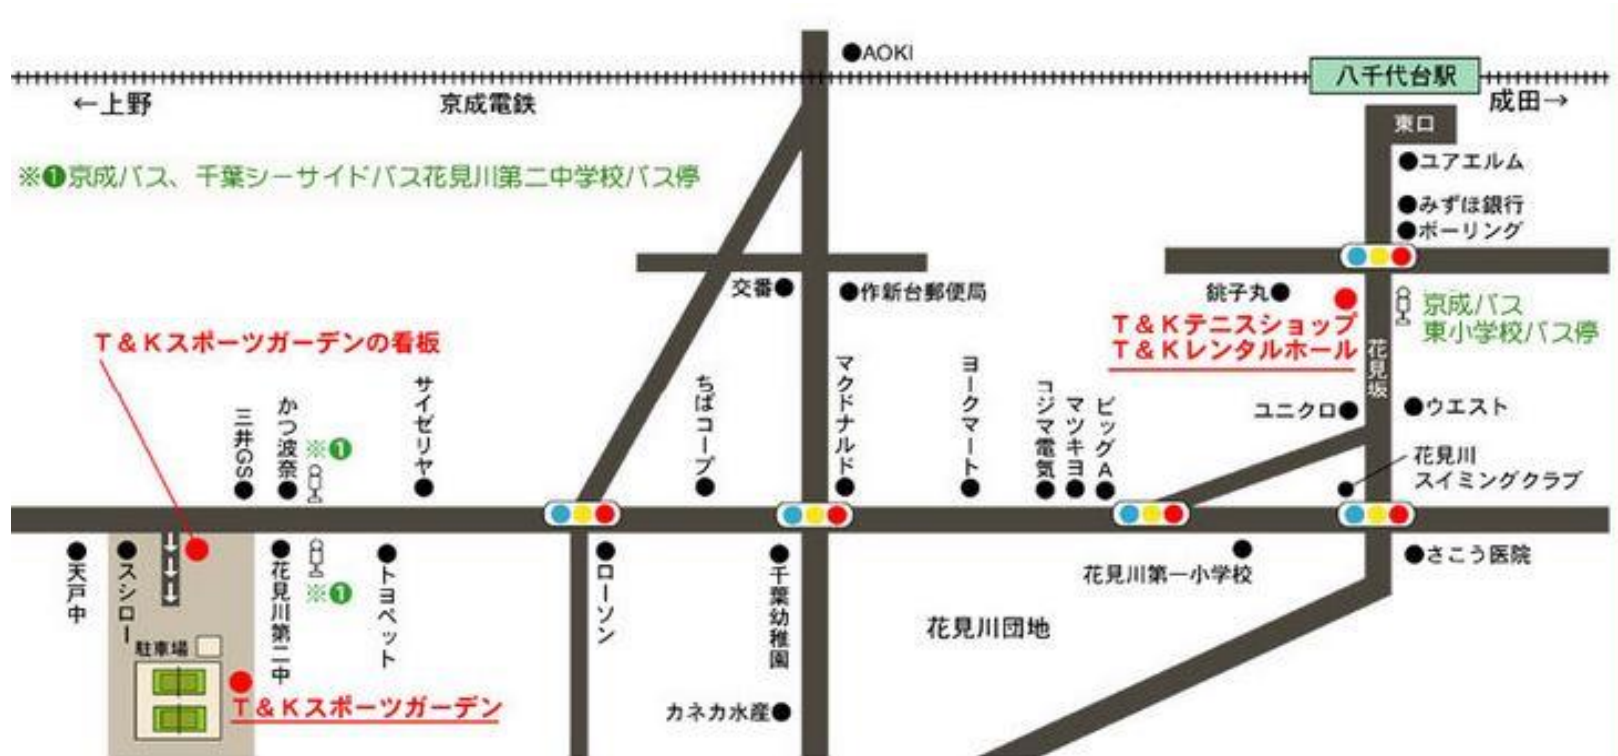 AOKI
八千代台駅
←上野
京成電鉄
成田→
東口
※❶京成バス、千葉シーサイドバス花見川第二中学校バス停
ユアエルム
みずほ銀行
ボーリング
交番
作新台郵便局
銚子丸
京成バス
東小学校バス停
T&Kテニスショップ
T&Kレンタルホール
花見坂
T&Kスポーツガーデンの看板
三井GS
かつ波奈
※❶
サイゼリヤ
ちばコープ
マクドナルド
ヨークマート
コジマ電気
マツキヨ
ビッグA
ユニクロ
ウエスト
花見川
スイミングクラブ
天戸中
スシロー
花見川第二中
※❶
トヨペット
ローソン
千葉幼稚園
花見川第一小学校
さこう医院
花見川団地
駐車場
T&Kスポーツガーデン
カネカ水産